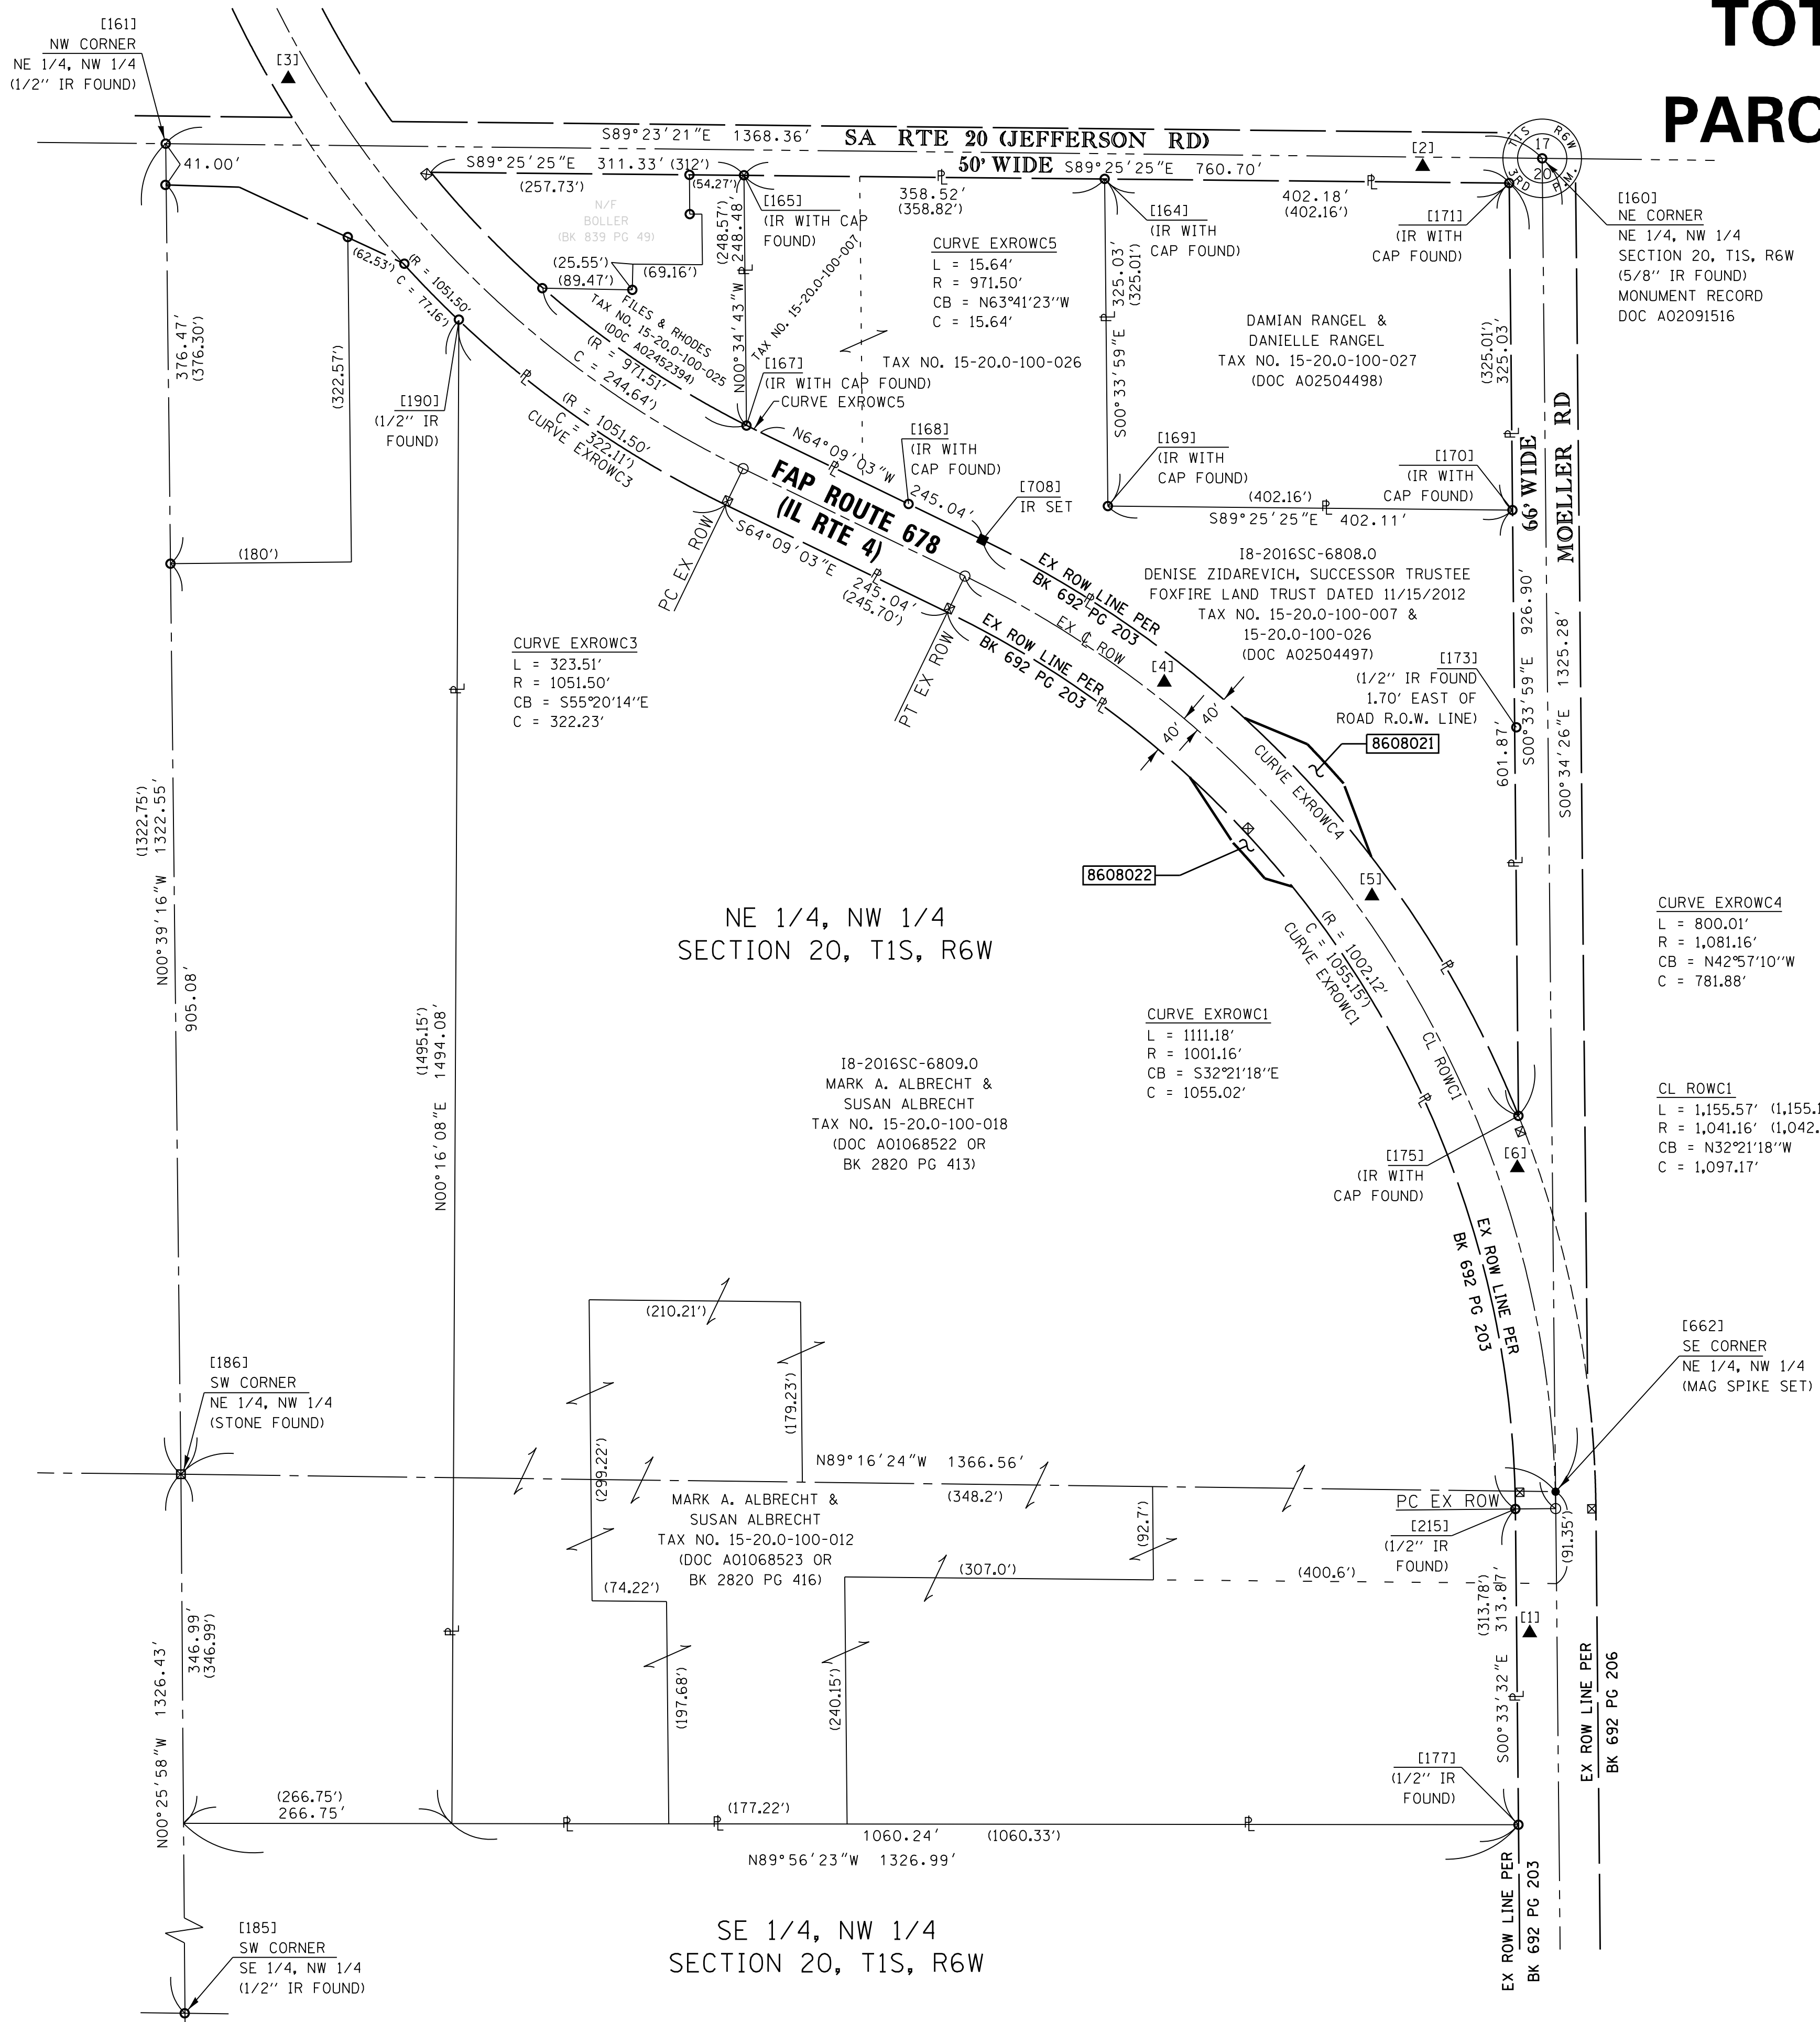 TOT
PARC
[161]
NW CORNER
NE 1/4, NW 1/4
(1/2" IR FOUND)
[3]
S89°23'21"E 1368.36'
SA RTE 20 (JEFFERSON RD)
50' WIDE
41.00'
S89°25'25"E 311.33' (312')
(257.73')
(54.27')
S89°25'25"E 760.70'
358.52'
(358.82')
402.18'
(402.16')
[2]
T1S R6W
17
20
3RD P.M.
[160]
NE CORNER
NE 1/4, NW 1/4
SECTION 20, T1S, R6W
(5/8" IR FOUND)
MONUMENT RECORD
DOC A02091516
[171]
(IR WITH
CAP FOUND)
[164]
(IR WITH
CAP FOUND)
[165]
(IR WITH CAP
FOUND)
N/F
BOLLER
(BK 839 PG 49)
(25.55')
(89.47')
(69.16')
(248.57')
N00°34'43"W 248.48'
TAX NO. 15-20.0-100-007
CURVE EXROWC5
L = 15.64'
R = 971.50'
CB = N63°41'23"W
C = 15.64'
S00°33'59"E 325.03'
(325.01')
DAMIAN RANGEL &
DANIELLE RANGEL
TAX NO. 15-20.0-100-027
(DOC A02504498)
(325.01')
325.03'
TAX NO. 15-20.0-100-026
(62.53')
(R = 1051.50'
C = 77.16')
FILES & RHODES
TAX NO. 15-20.0-100-025
(DOC A02452394)
(R = 971.51'
C = 244.64')
376.47'
(376.30')
(322.57')
[190]
(1/2" IR
FOUND)
(R = 1051.50'
C = 322.11')
CURVE EXROWC3
[167]
(IR WITH CAP FOUND)
CURVE EXROWC5
N64°09'03"W
245.04'
[168]
(IR WITH
CAP FOUND)
[169]
(IR WITH
CAP FOUND)
[170]
(IR WITH
CAP FOUND)
66' WIDE
MOELLER RD
[708]
IR SET
(402.16')
S89°25'25"E 402.11'
FAP ROUTE 678
(IL RTE 4)
PC EX ROW
S64°09'03"E 245.04'
(245.70')
PT EX ROW
(180')
EX ROW LINE PER
BK 692 PG 203
EX ℄ ROW
EX ROW LINE PER
BK 692 PG 203
I8-2016SC-6808.0
DENISE ZIDAREVICH, SUCCESSOR TRUSTEE
FOXFIRE LAND TRUST DATED 11/15/2012
TAX NO. 15-20.0-100-007 &
15-20.0-100-026
(DOC A02504497)
[173]
(1/2" IR FOUND
1.70' EAST OF
ROAD R.O.W. LINE)
S00°33'59"E 926.90'
601.87'
S00°34'26"E 1325.28'
[4]
40'
40'
CURVE EXROWC3
L = 323.51'
R = 1051.50'
CB = S55°20'14"E
C = 322.23'
8608021
CURVE EXROWC4
8608022
[5]
(1322.75')
N00°39'16"W 1322.55'
905.08'
NE 1/4, NW 1/4
SECTION 20, T1S, R6W
(R = 1002.12'
C = 1055.15')
CURVE EXROWC1
CL ROWC1
CURVE EXROWC4
L = 800.01'
R = 1,081.16'
CB = N42°57'10"W
C = 781.88'
CURVE EXROWC1
L = 1111.18'
R = 1001.16'
CB = S32°21'18"E
C = 1055.02'
(1495.15')
N00°16'08"E 1494.08'
I8-2016SC-6809.0
MARK A. ALBRECHT &
SUSAN ALBRECHT
TAX NO. 15-20.0-100-018
(DOC A01068522 OR
BK 2820 PG 413)
CL ROWC1
L = 1,155.57' (1,155.1
R = 1,041.16' (1,042.
CB = N32°21'18"W
C = 1,097.17'
[175]
(IR WITH
CAP FOUND)
[6]
EX ROW LINE PER
BK 692 PG 203
(210.21')
(179.23')
(299.22')
[186]
SW CORNER
NE 1/4, NW 1/4
(STONE FOUND)
[662]
SE CORNER
NE 1/4, NW 1/4
(MAG SPIKE SET)
N89°16'24"W 1366.56'
(348.2')
PC EX ROW
[215]
(1/2" IR
FOUND)
(91.35')
MARK A. ALBRECHT &
SUSAN ALBRECHT
TAX NO. 15-20.0-100-012
(DOC A01068523 OR
BK 2820 PG 416)
(92.7')
(307.0')
(400.6')
(74.22')
(197.68')
(240.15')
346.99'
(346.99')
N00°25'58"W 1326.43'
(313.78')
S00°33'32"E 313.87'
[1]
EX ROW LINE PER
BK 692 PG 206
[177]
(1/2" IR
FOUND)
(266.75')
266.75'
(177.22')
1060.24' (1060.33')
N89°56'23"W 1326.99'
EX ROW LINE PER
BK 692 PG 203
[185]
SW CORNER
SE 1/4, NW 1/4
(1/2" IR FOUND)
SE 1/4, NW 1/4
SECTION 20, T1S, R6W